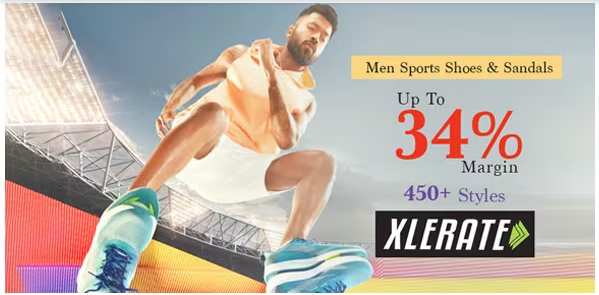 Men Sports Shoes & Sandals
Up To
34%
Margin
450+ Styles
XLERATE